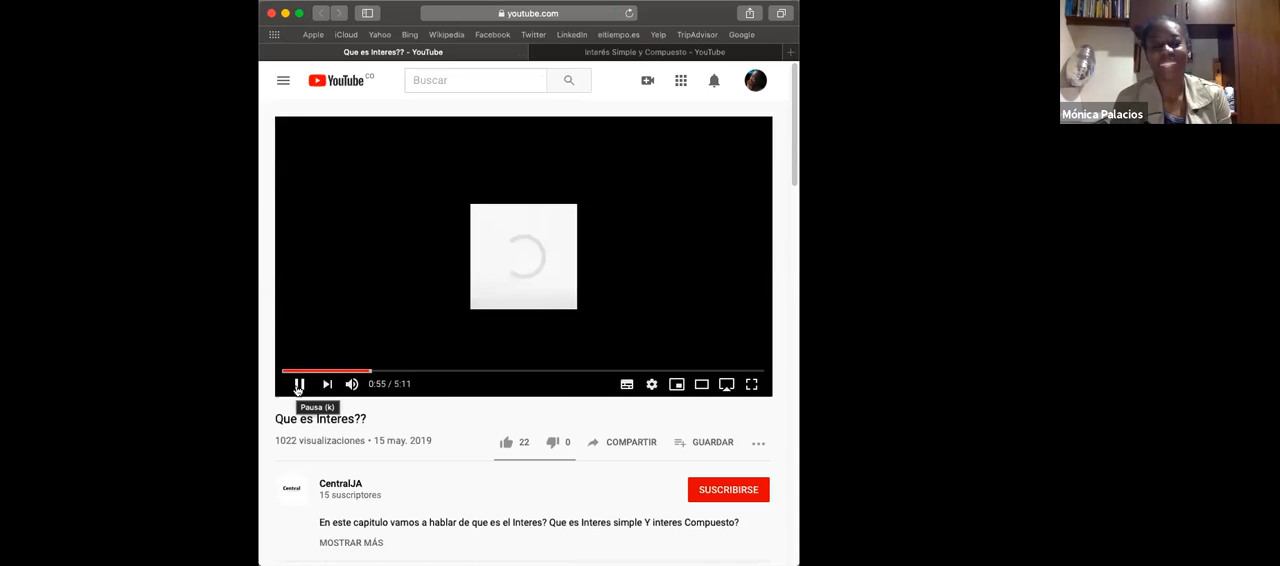 youtube.com
Apple iCloud Yahoo Bing Wikipedia Facebook Twitter LinkedIn eltiempo.es Yelp TripAdvisor Google
Que es Interes?? - YouTube
Interés Simple y Compuesto - YouTube
YouTube CO
Buscar
Mónica Palacios
0:55 / 5:11
Pausa (k)
Que es Interes??
1022 visualizaciones • 15 may. 2019
22 0 COMPARTIR GUARDAR
Central
CentralJA
15 suscriptores
SUSCRIBIRSE
En este capitulo vamos a hablar de que es el Interes? Que es Interes simple Y interes Compuesto?
MOSTRAR MÁS